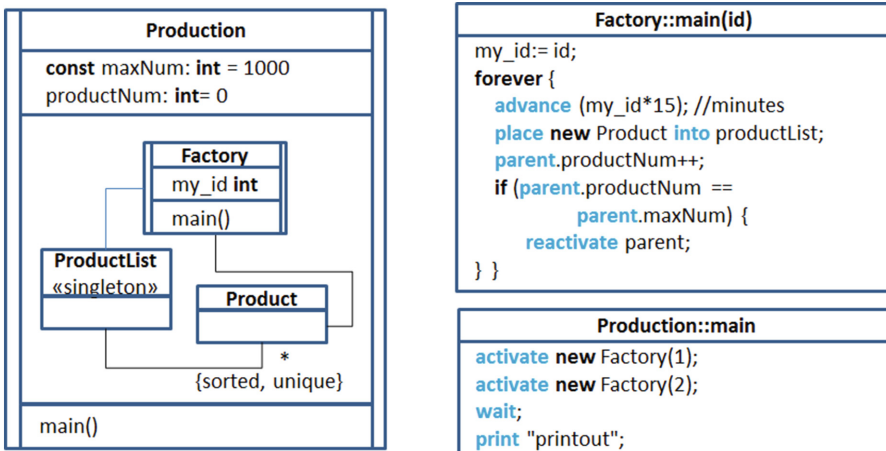 Production
const maxNum: int = 1000
productNum: int= 0
Factory
my_id int
main()
ProductList
«singleton»
Product
*
{sorted, unique}
main()
Factory::main(id)
my_id:= id;
forever {
advance (my_id*15); //minutes
place new Product into productList;
parent.productNum++;
if (parent.productNum ==
parent.maxNum) {
reactivate parent;
} }
Production::main
activate new Factory(1);
activate new Factory(2);
wait;
print "printout";